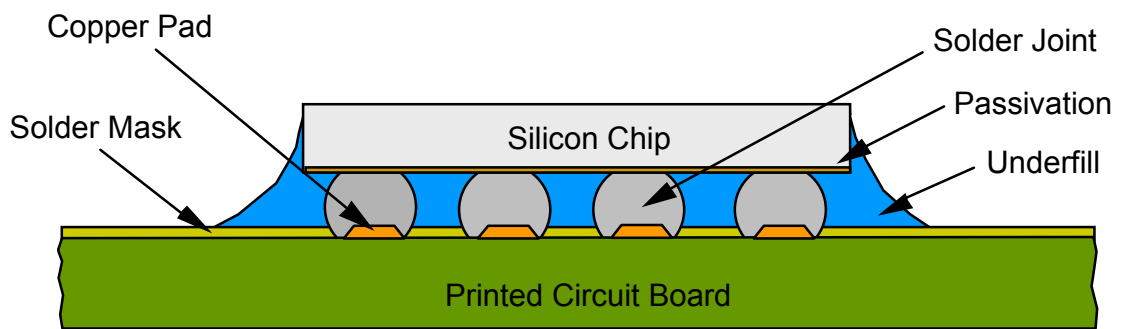 Copper Pad
Solder Joint
Passivation
Solder Mask
Silicon Chip
Underfill
Printed Circuit Board